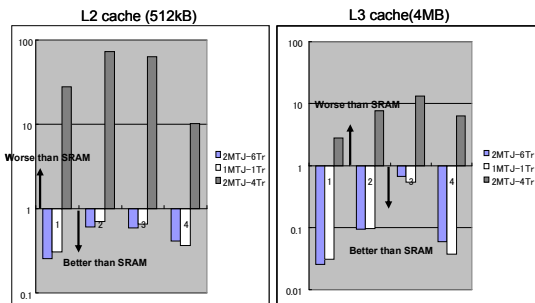 L2 cache (512kB)
100
10
Worse than SRAM
1
1
2
3
4
Better than SRAM
0.1
2MTJ-6Tr
1MTJ-1Tr
2MTJ-4Tr
L3 cache(4MB)
100
10
Worse than SRAM
1
1
2
3
4
0.1
Better than SRAM
0.01
2MTJ-6Tr
1MTJ-1Tr
2MTJ-4Tr